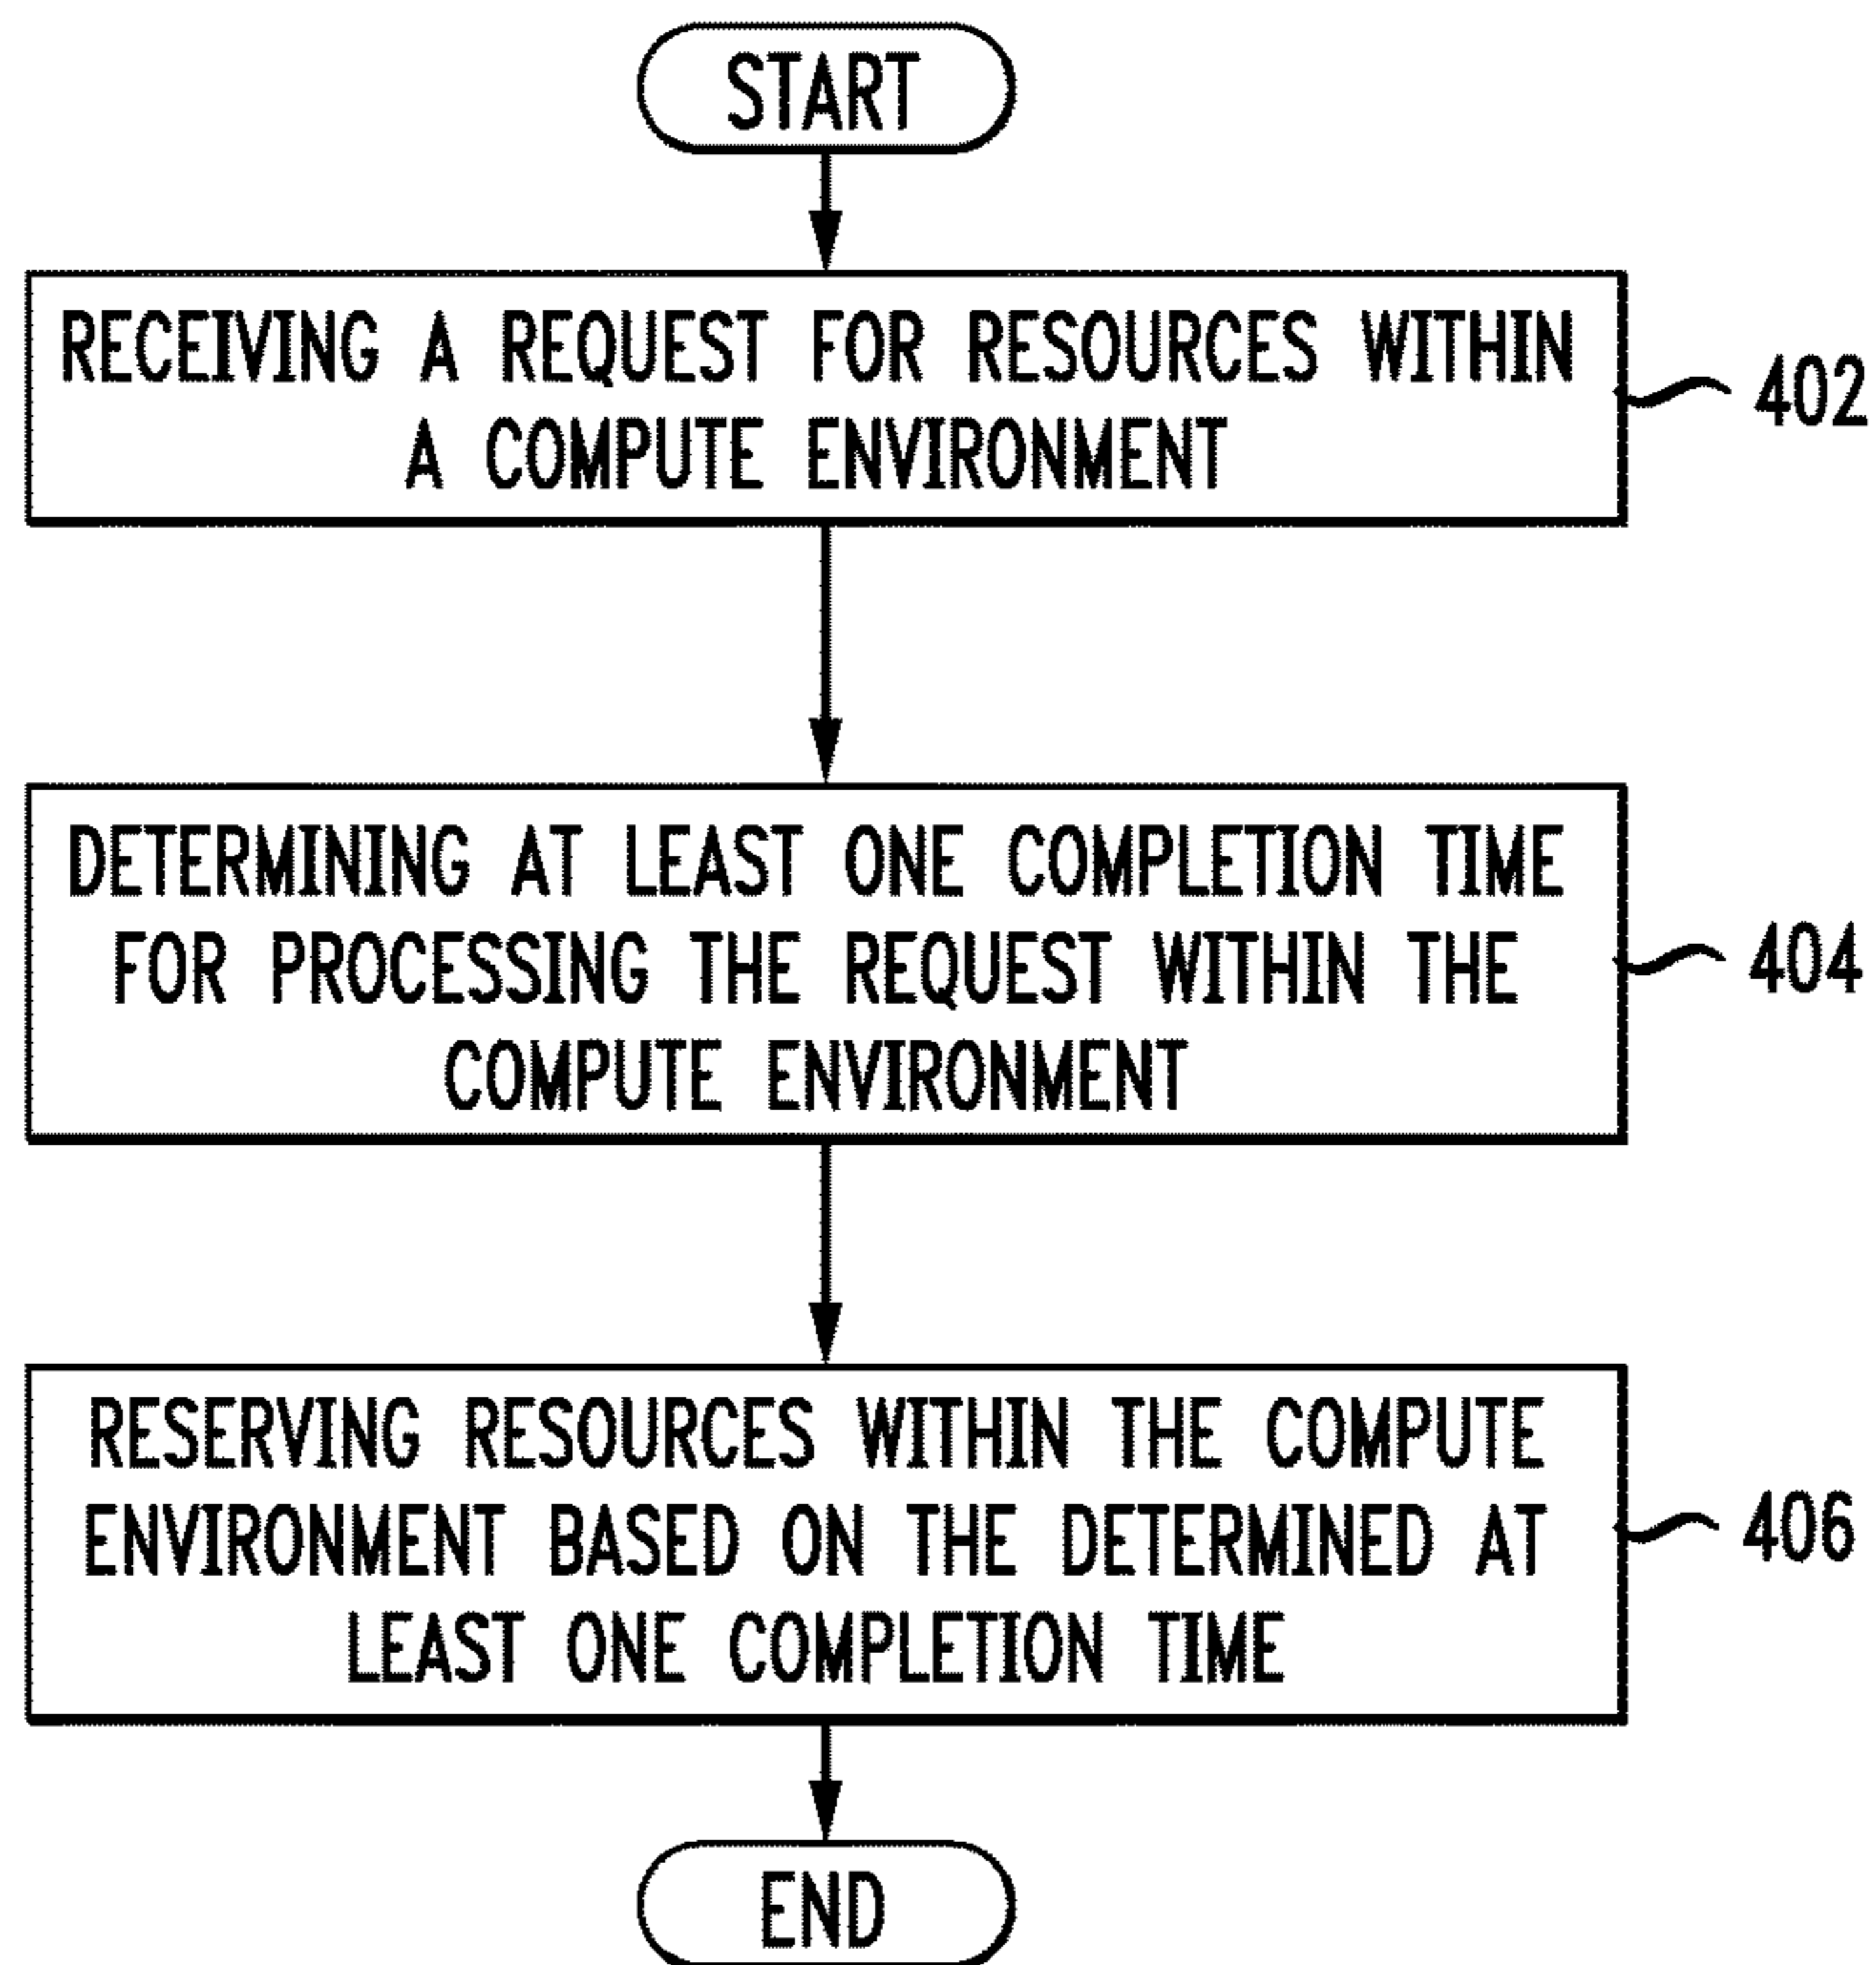 START
RECEIVING A REQUEST FOR RESOURCES WITHIN
A COMPUTE ENVIRONMENT
402
DETERMINING AT LEAST ONE COMPLETION TIME
FOR PROCESSING THE REQUEST WITHIN THE
COMPUTE ENVIRONMENT
404
RESERVING RESOURCES WITHIN THE COMPUTE
ENVIRONMENT BASED ON THE DETERMINED AT
LEAST ONE COMPLETION TIME
406
END